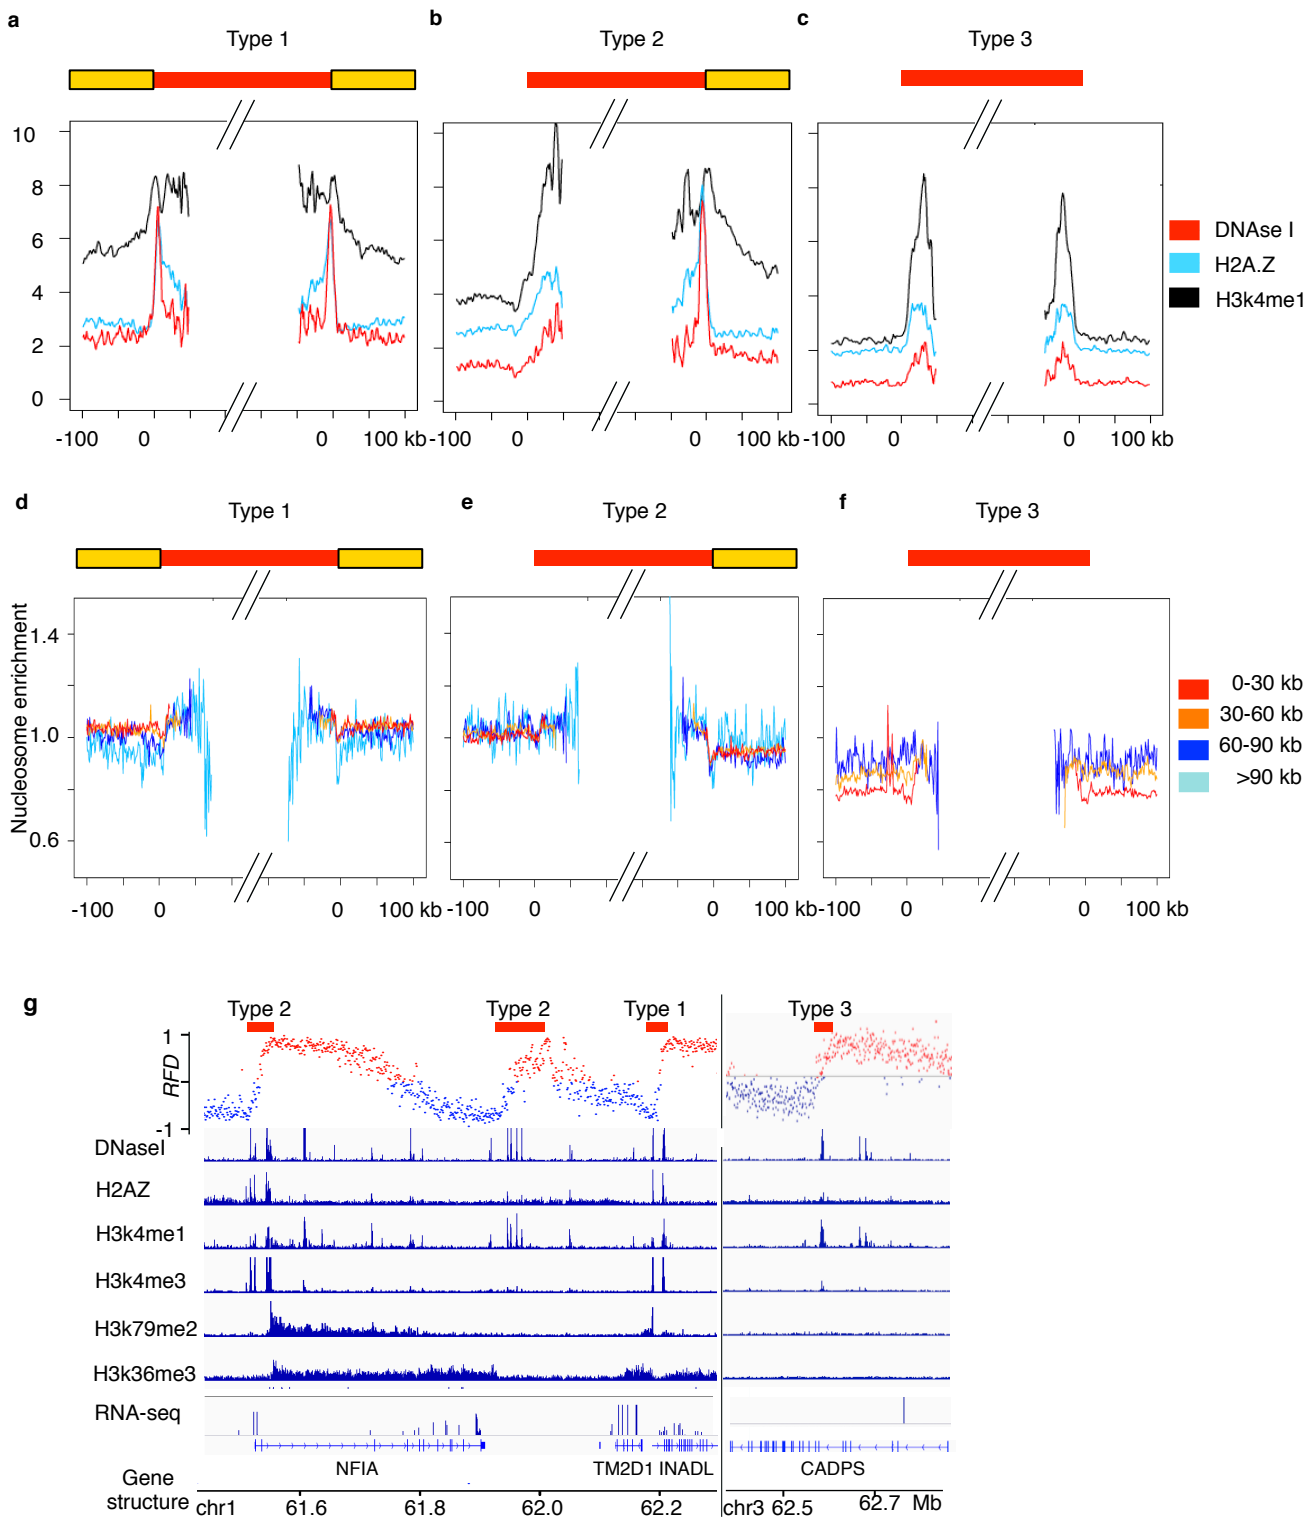 a
Type 1
b
Type 2
c
Type 3
10
8
6
4
2
0
-100
0
0
100 kb
-100
0
0
100 kb
-100
0
0
100 kb
DNAse I
H2A.Z
H3k4me1
d
Type 1
e
Type 2
f
Type 3
Nucleosome enrichment
1.4
1.0
0.6
-100
0
0
100 kb
-100
0
0
100 kb
-100
0
0
100 kb
0-30 kb
30-60 kb
60-90 kb
>90 kb
g
Type 2
Type 2
Type 1
Type 3
RFD
1
-1
DNaseI
H2AZ
H3k4me1
H3k4me3
H3k79me2
H3k36me3
RNA-seq
NFIA
TM2D1 INADL
CADPS
Gene
structure
chr1
61.6
61.8
62.0
62.2
chr3
62.5
62.7
Mb